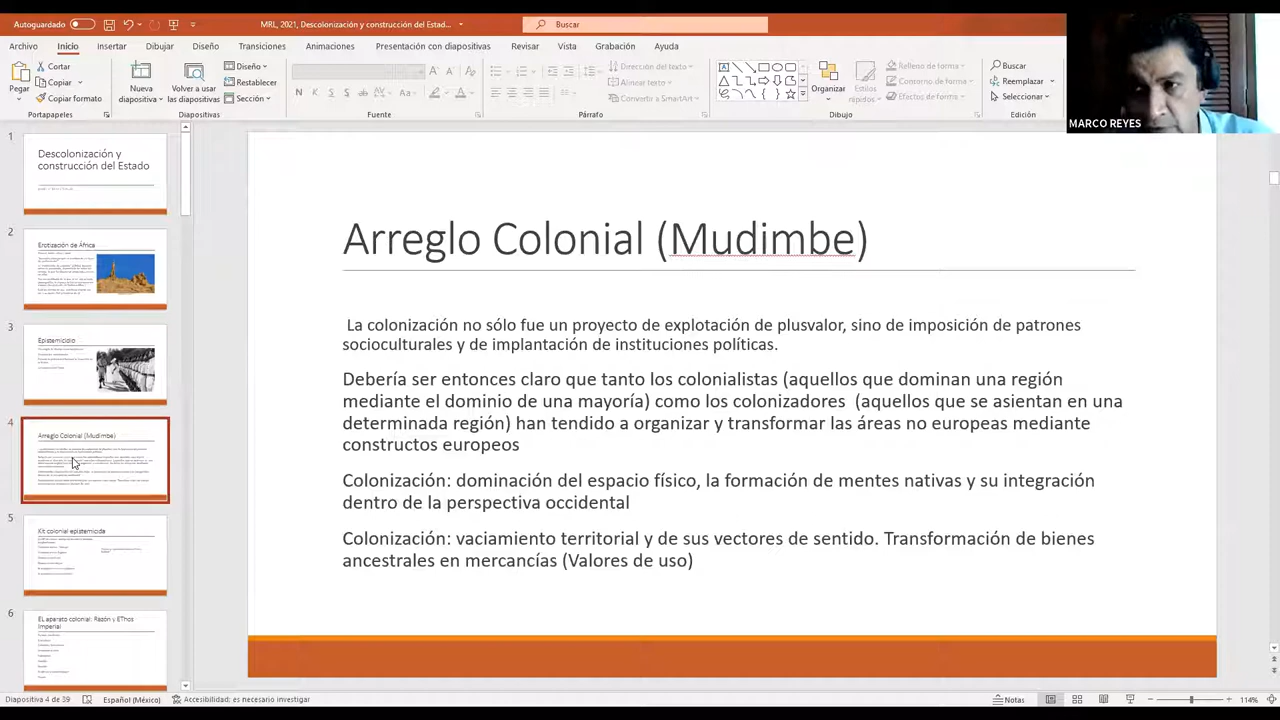 Autoguardado
MRL, 2021, Descolonización y construcción del Estad...
Buscar
Archivo Inicio Insertar Dibujar Diseño Transiciones Animaciones Presentación con diapositivas Revisar Vista Grabación Ayuda
Pegar
Cortar
Copiar
Copiar formato
Portapapeles
Nueva
diapositiva
Volver a usar
las diapositivas
Diseño
Restablecer
Sección
Diapositivas
N K S
Fuente
Dirección del texto
Alinear texto
Convertir a SmartArt
Párrafo
Organizar
Estilos
rápidos
Relleno de forma
Contorno de forma
Efectos de forma
Dibujo
Buscar
Reemplazar
Seleccionar
Edición
MARCO REYES
1
Descolonización y
construcción del Estado
2
Erotización de África
3
Epistemicidio
4
Arreglo Colonial (Mudimbe)
5
Kit colonial epistemicida
6
EL aparato colonial: Razón y EThos
Imperial
Arreglo Colonial (Mudimbe)
La colonización no sólo fue un proyecto de explotación de plusvalor, sino de imposición de patrones
socioculturales y de implantación de instituciones políticas.
Debería ser entonces claro que tanto los colonialistas (aquellos que dominan una región
mediante el dominio de una mayoría) como los colonizadores (aquellos que se asientan en una
determinada región) han tendido a organizar y transformar las áreas no europeas mediante
constructos europeos
Colonización: dominación del espacio físico, la formación de mentes nativas y su integración
dentro de la perspectiva occidental
Colonización: vaciamiento territorial y de sus vectores de sentido. Transformación de bienes
ancestrales en mercancías (Valores de uso)
Diapositiva 4 de 39
Español (México)
Accesibilidad: es necesario investigar
Notas
114%